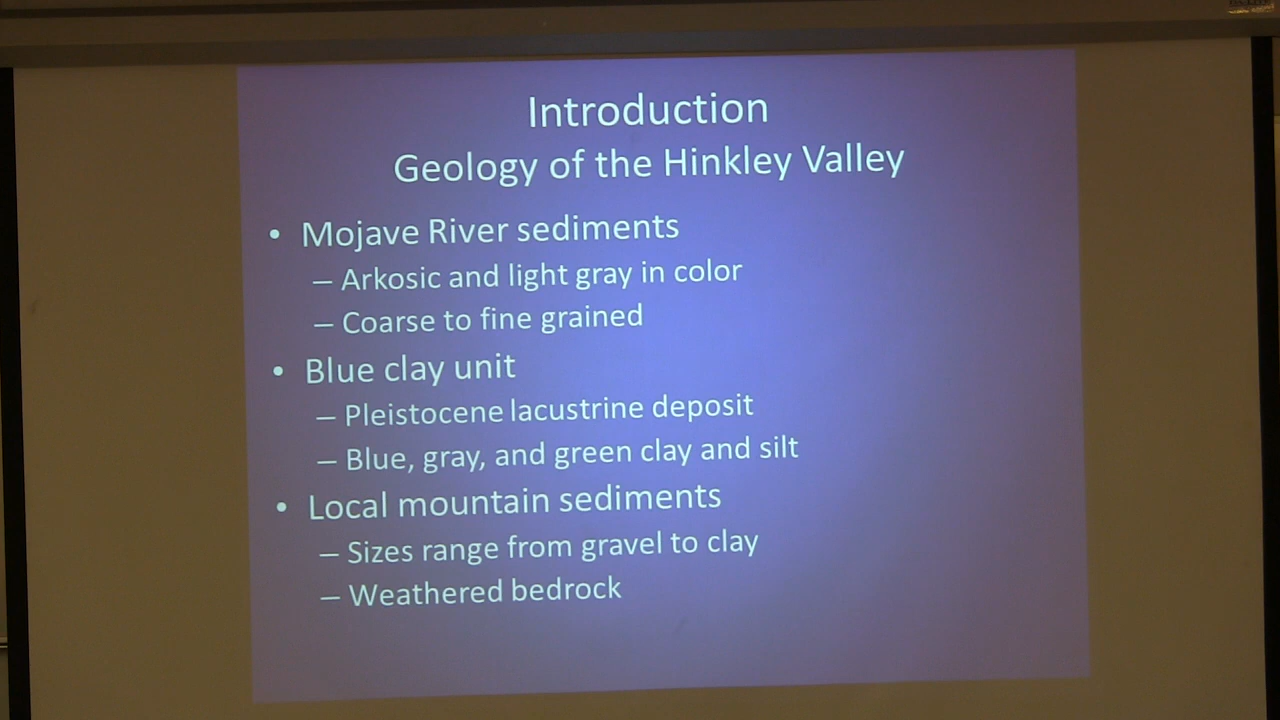 Introduction
Geology of the Hinkley Valley
• Mojave River sediments
– Arkosic and light gray in color
– Coarse to fine grained
• Blue clay unit
– Pleistocene lacustrine deposit
– Blue, gray, and green clay and silt
• Local mountain sediments
– Sizes range from gravel to clay
– Weathered bedrock